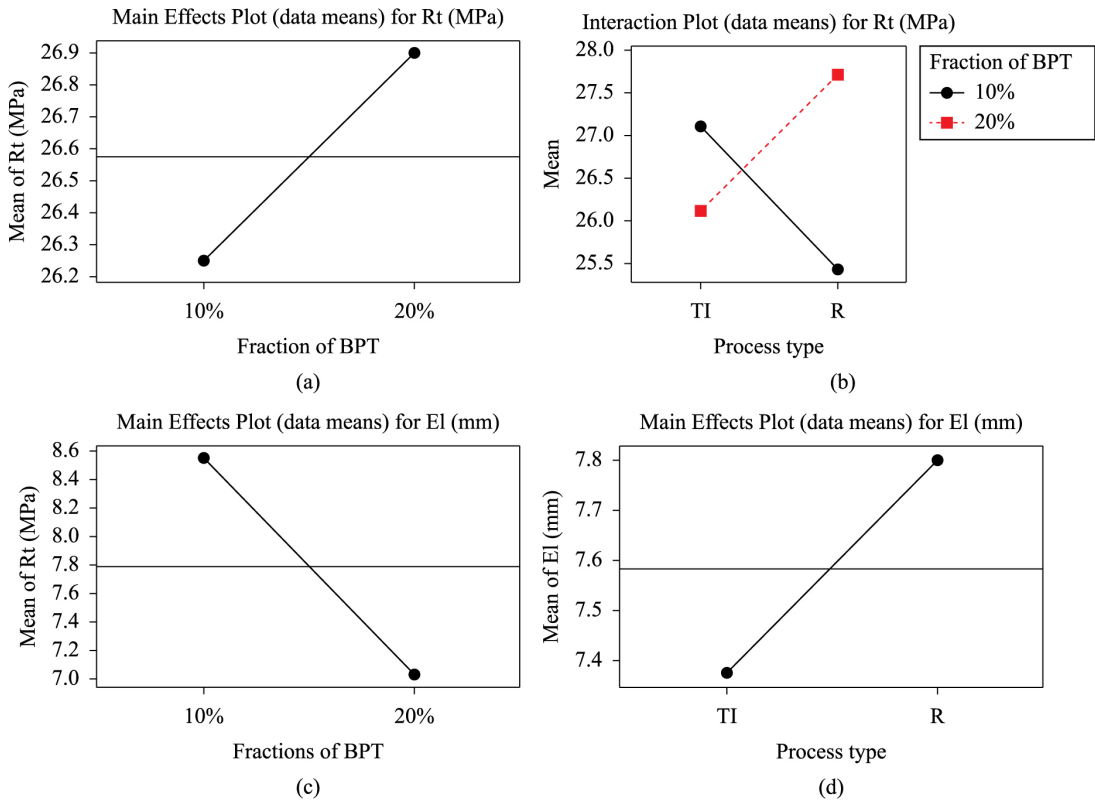 Main Effects Plot (data means) for Rt (MPa)
Mean of Rt (MPa)
26.9
26.8
26.7
26.6
26.5
26.4
26.3
26.2
10%
20%
Fraction of BPT
(a)
Interaction Plot (data means) for Rt (MPa)
Mean
28.0
27.5
27.0
26.5
26.0
25.5
TI
R
Process type
Fraction of BPT
10%
20%
(b)
Main Effects Plot (data means) for El (mm)
Mean of Rt (MPa)
8.6
8.4
8.2
8.0
7.8
7.6
7.4
7.2
7.0
10%
20%
Fractions of BPT
(c)
Main Effects Plot (data means) for El (mm)
Mean of El (mm)
7.8
7.7
7.6
7.5
7.4
TI
R
Process type
(d)